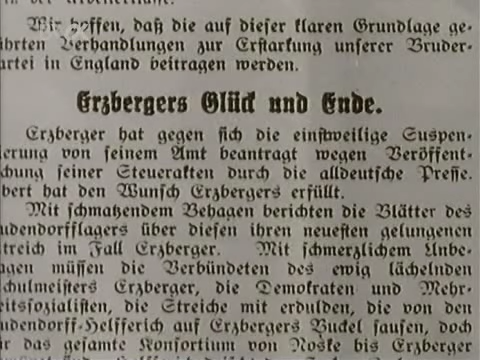 Wir hoffen, daß die auf dieser klaren Grundlage ge-
ührten Verhandlungen zur Erstarkung unserer Bruder-
artei in England beitragen werden.
Erzbergers Glück und Ende.
Erzberger hat gegen sich die einstweilige Suspen-
ierung von seinem Amt beantragt wegen Veröffent-
chung seiner Steuerakten durch die alldeutsche Presse.
bert hat den Wunsch Erzbergers erfüllt.
Mit schmatzendem Behagen berichten die Blätter des
udendorfflagers über diesen ihren neuesten gelungenen
treich im Fall Erzberger. Mit schmerzlichem Unbe-
agen müssen die Verbündeten des ewig lächelnden
chulmeisters Erzberger, die Demokraten und Mehr-
eitssozialisten, die Streiche mit erdulden, die von den
udendorff-Helfferich auf Erzbergers Buckel sausen, doch
r das gesamte Konsortium von Noske bis Erzberger